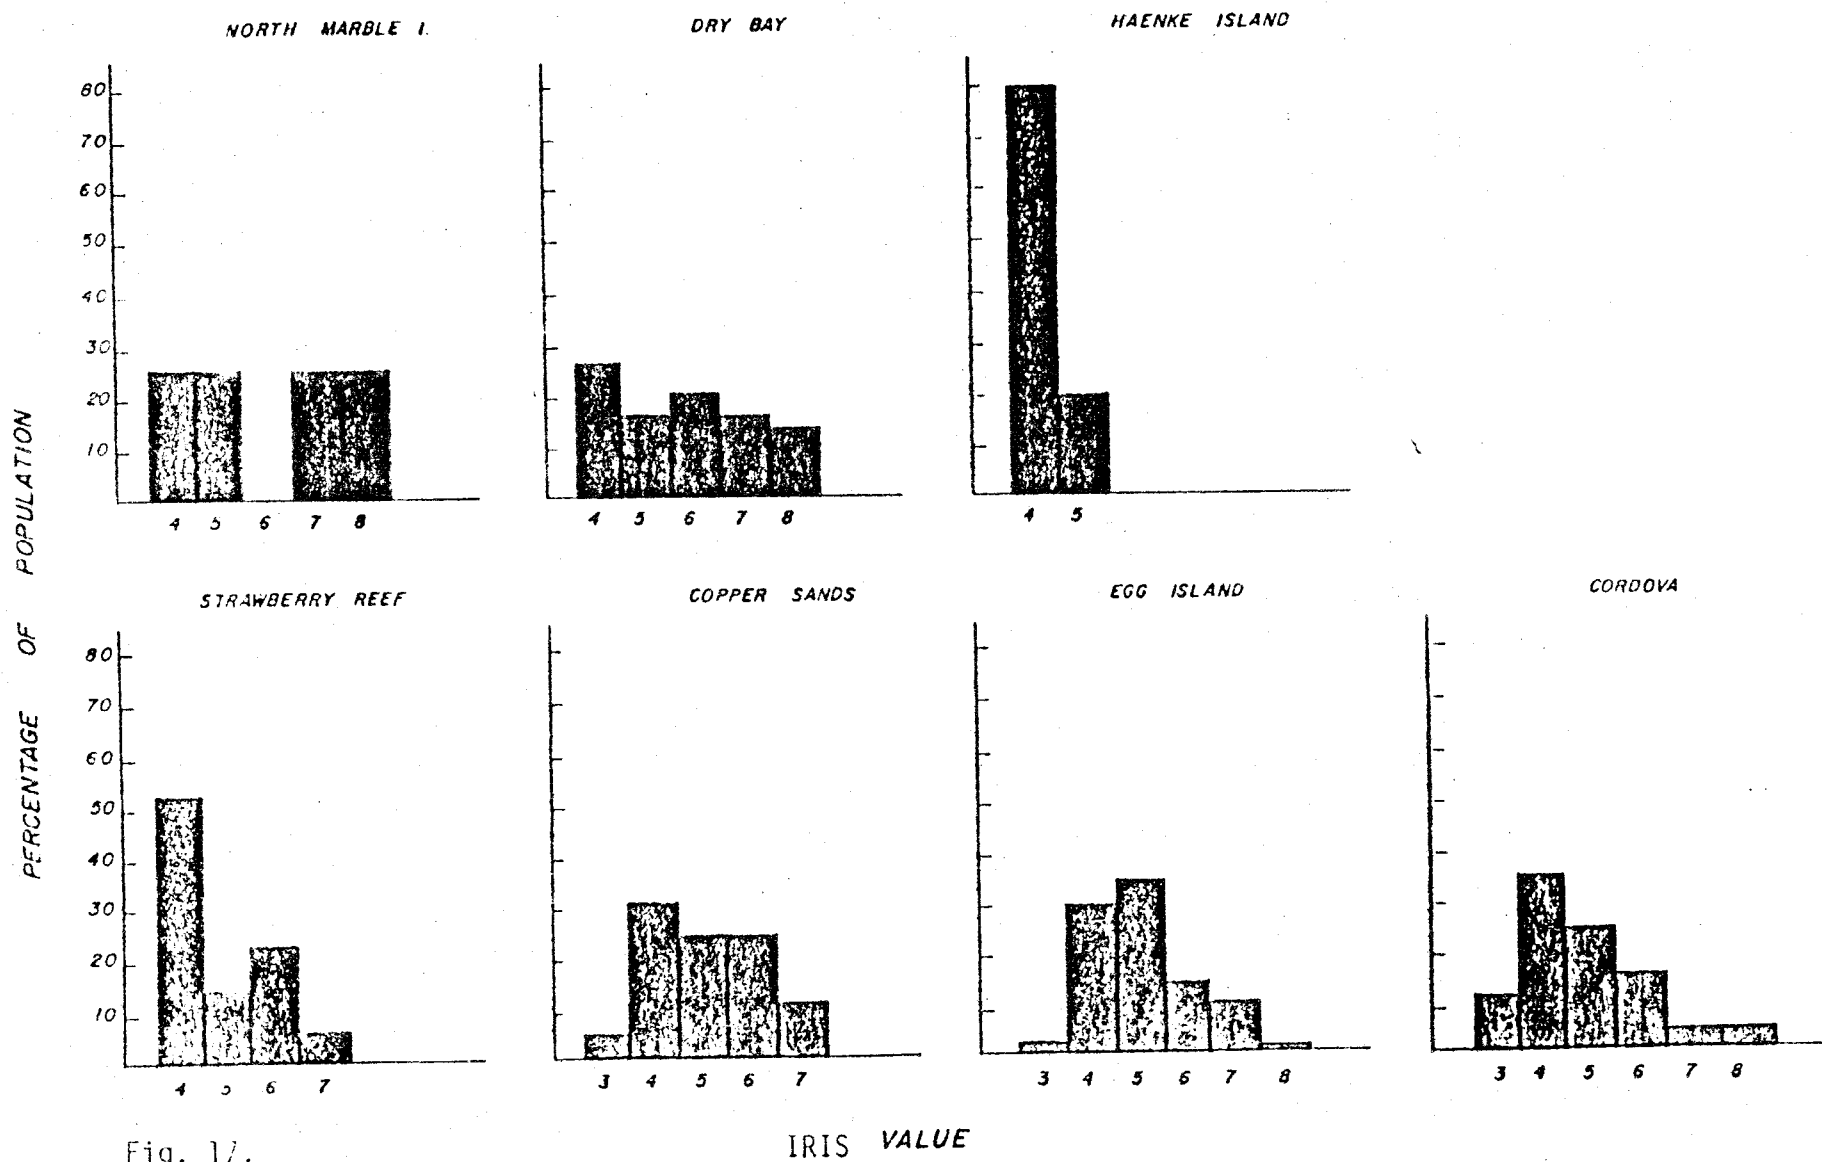 NORTH MARBLE I.
DRY BAY
HAENKE ISLAND
80
70
60
50
40
30
20
10
4 5 6 7 8
4 5 6 7 8
4 5
PERCENTAGE OF POPULATION
STRAWBERRY REEF
COPPER SANDS
EGG ISLAND
CORDOVA
80
70
60
50
40
30
20
10
4 5 6 7
3 4 5 6 7
3 4 5 6 7 8
3 4 5 6 7 8
Fig. 17.
IRIS VALUE